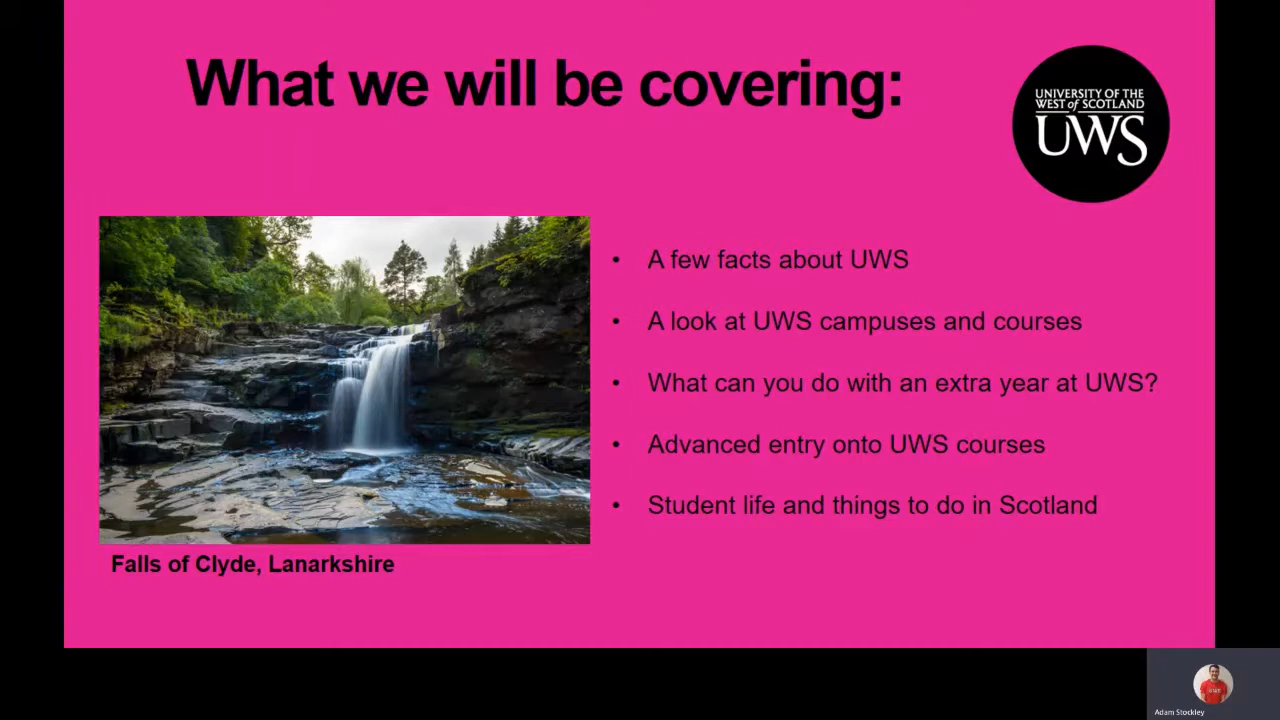 What we will be covering:
UNIVERSITY OF THE
WEST of SCOTLAND
UWS
• A few facts about UWS
• A look at UWS campuses and courses
• What can you do with an extra year at UWS?
• Advanced entry onto UWS courses
• Student life and things to do in Scotland
Falls of Clyde, Lanarkshire
UWS
Adam Stockley